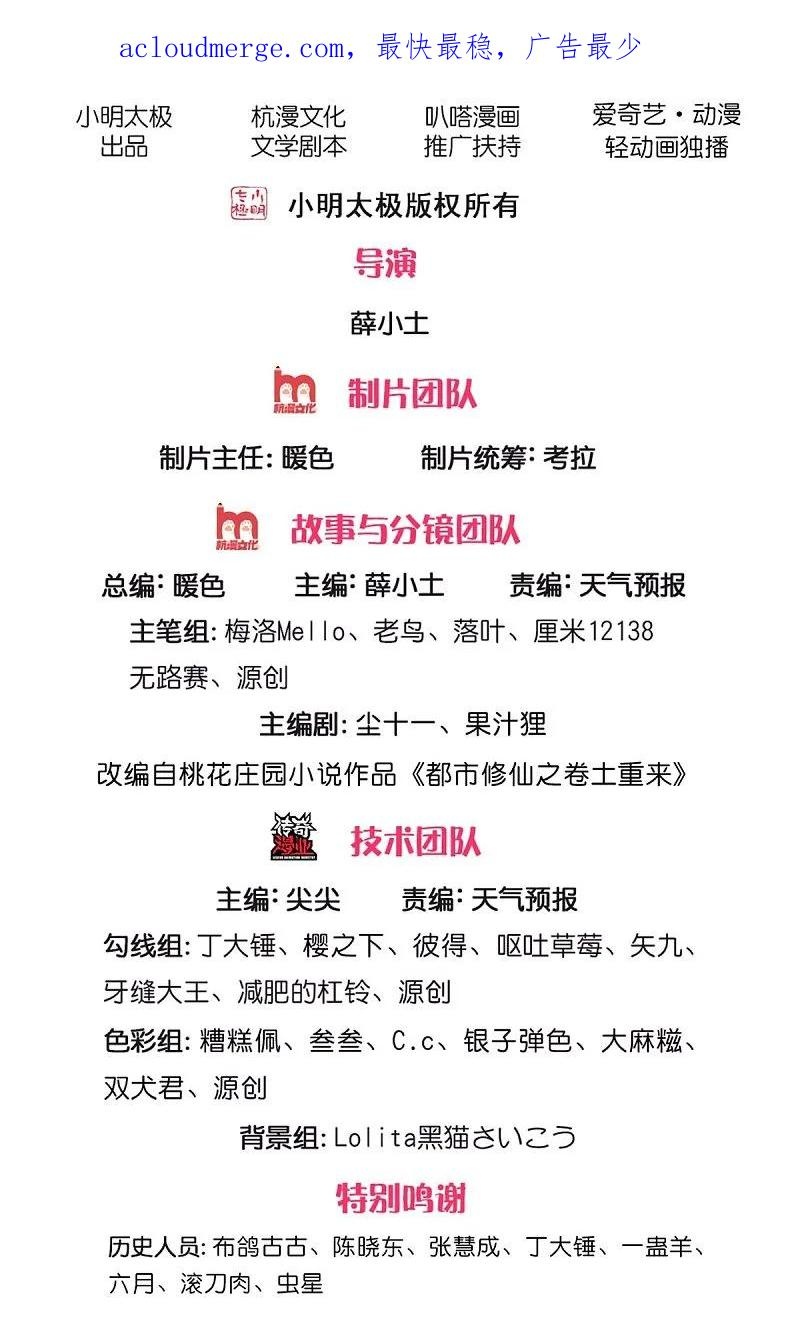 acloudmerge.com，最快最稳，广告最少
小明太极 杭漫文化 叭嗒漫画 爱奇艺·动漫
出品 文学剧本 推广扶持 轻动画独播
小明太极 小明太极版权所有
导演
薛小土
杭漫文化 制片团队
制片主任: 暖色 制片统筹: 考拉
杭漫文化 故事与分镜团队
总编: 暖色 主编: 薛小土 责编: 天气预报
主笔组: 梅洛Mello、老鸟、落叶、厘米12138
无路赛、源创
主编剧: 尘十一、果汁狸
改编自桃花庄园小说作品《都市修仙之卷土重来》
传奇漫业 技术团队
主编: 尖尖 责编: 天气预报
勾线组: 丁大锤、樱之下、彼得、呕吐草莓、矢九、
牙缝大王、减肥的杠铃、源创
色彩组: 糟糕佩、叁叁、C.c、银子弹色、大麻糍、
双犬君、源创
背景组: Lolita黑猫さいこう
特别鸣谢
历史人员: 布鸽古古、陈晓东、张慧成、丁大锤、一蛊羊、
六月、滚刀肉、虫星